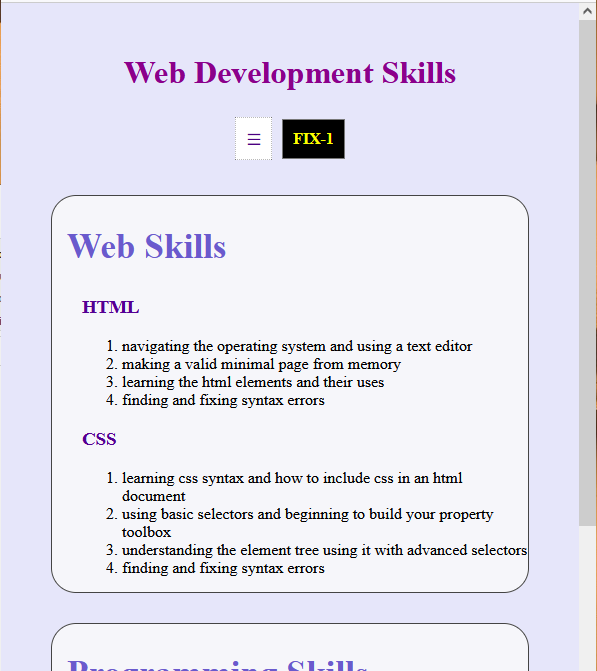 Web Development Skills
☰ FIX-1
Web Skills
HTML
1. navigating the operating system and using a text editor
2. making a valid minimal page from memory
3. learning the html elements and their uses
4. finding and fixing syntax errors
CSS
1. learning css syntax and how to include css in an html
document
2. using basic selectors and beginning to build your property
toolbox
3. understanding the element tree using it with advanced selectors
4. finding and fixing syntax errors
Programming Skills